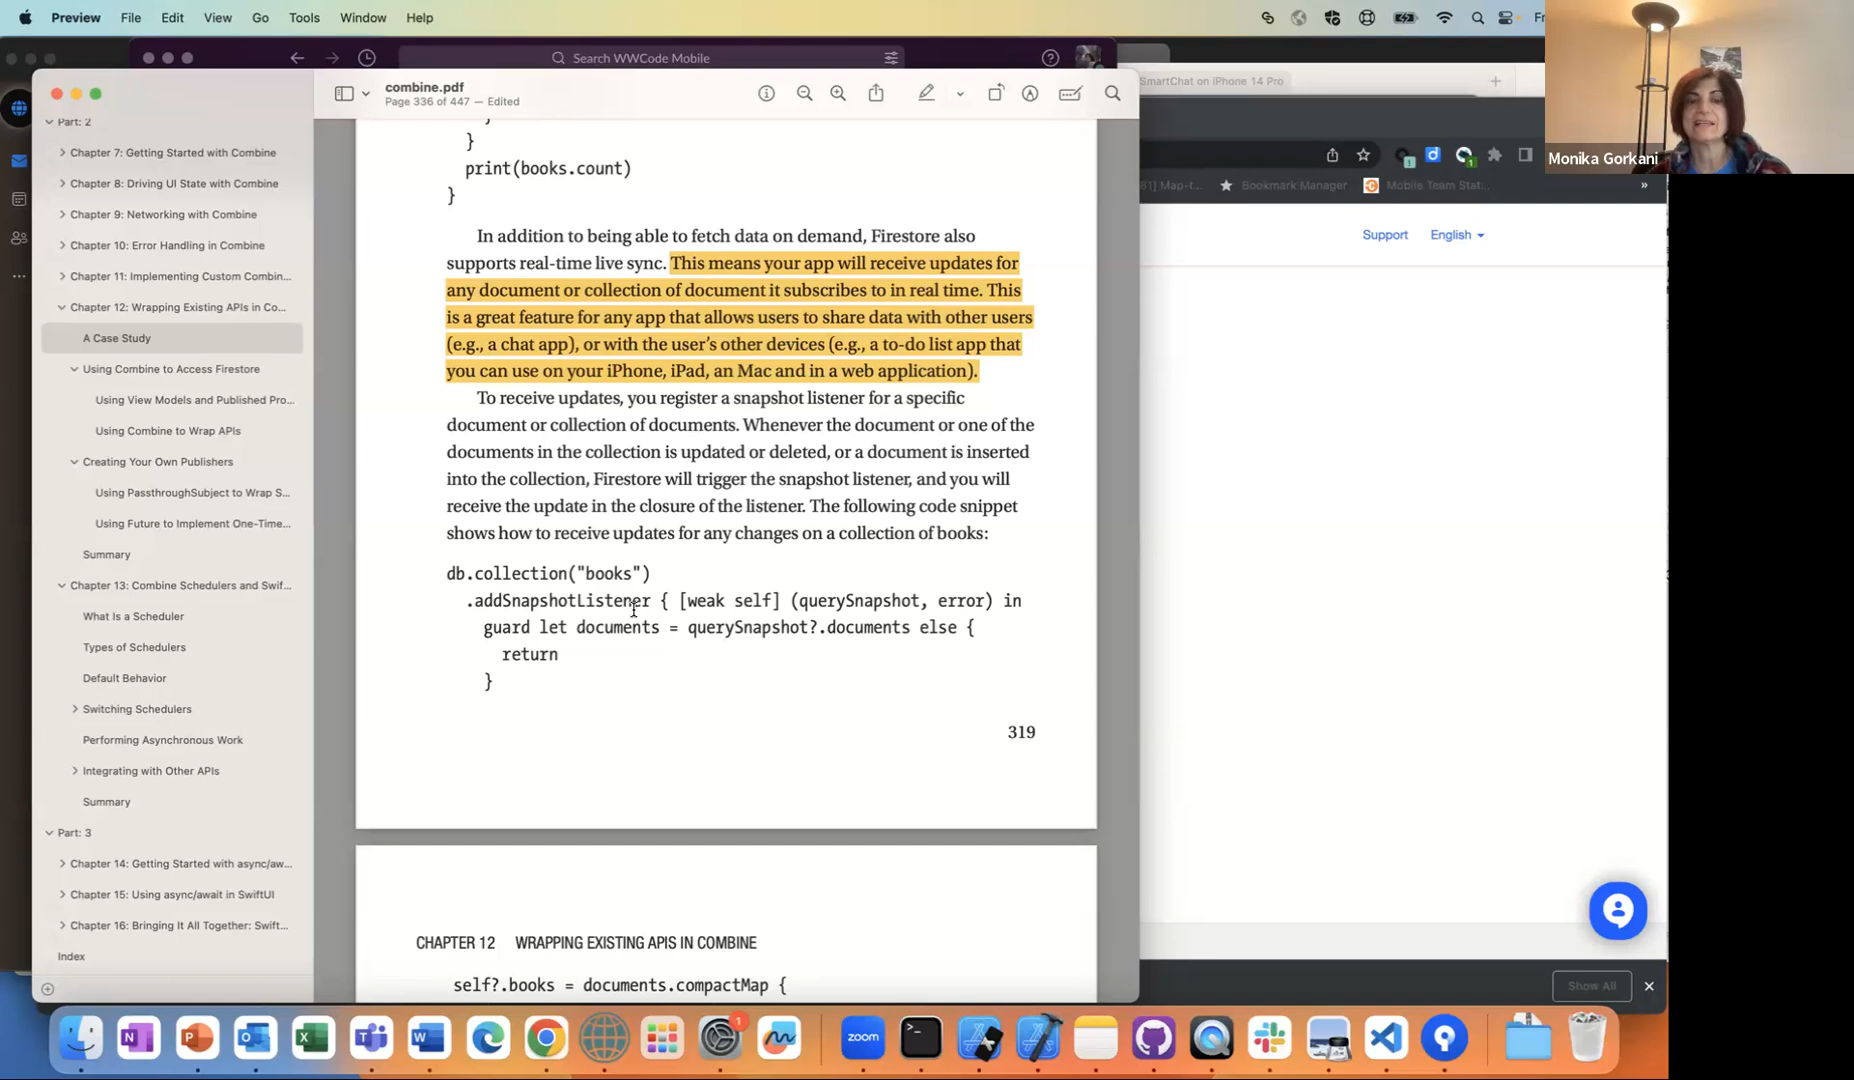 Preview File Edit View Go Tools Window Help
Search WWCode Mobile
SmartChat on iPhone 14 Pro
Monika Gorkani
combine.pdf
Page 336 of 447 — Edited
Part: 2
Chapter 7: Getting Started with Combine
Chapter 8: Driving UI State with Combine
Chapter 9: Networking with Combine
Chapter 10: Error Handling in Combine
Chapter 11: Implementing Custom Combin...
Chapter 12: Wrapping Existing APIs in Co...
A Case Study
Using Combine to Access Firestore
Using View Models and Published Pro...
Using Combine to Wrap APIs
Creating Your Own Publishers
Using PassthroughSubject to Wrap S...
Using Future to Implement One-Time...
Summary
Chapter 13: Combine Schedulers and Swif...
What Is a Scheduler
Types of Schedulers
Default Behavior
Switching Schedulers
Performing Asynchronous Work
Integrating with Other APIs
Summary
Part: 3
Chapter 14: Getting Started with async/aw...
Chapter 15: Using async/await in SwiftUI
Chapter 16: Bringing It All Together: Swift...
Index
}
print(books.count)
}
In addition to being able to fetch data on demand, Firestore also
supports real-time live sync. This means your app will receive updates for
any document or collection of document it subscribes to in real time. This
is a great feature for any app that allows users to share data with other users
(e.g., a chat app), or with the user's other devices (e.g., a to-do list app that
you can use on your iPhone, iPad, an Mac and in a web application).
To receive updates, you register a snapshot listener for a specific
document or collection of documents. Whenever the document or one of the
documents in the collection is updated or deleted, or a document is inserted
into the collection, Firestore will trigger the snapshot listener, and you will
receive the update in the closure of the listener. The following code snippet
shows how to receive updates for any changes on a collection of books:
db.collection("books")
.addSnapshotListener { [weak self] (querySnapshot, error) in
guard let documents = querySnapshot?.documents else {
return
}
319
CHAPTER 12 WRAPPING EXISTING APIS IN COMBINE
self?.books = documents.compactMap {
Map-t... Bookmark Manager Mobile Team Stat... »
Support English
Show All
zoom